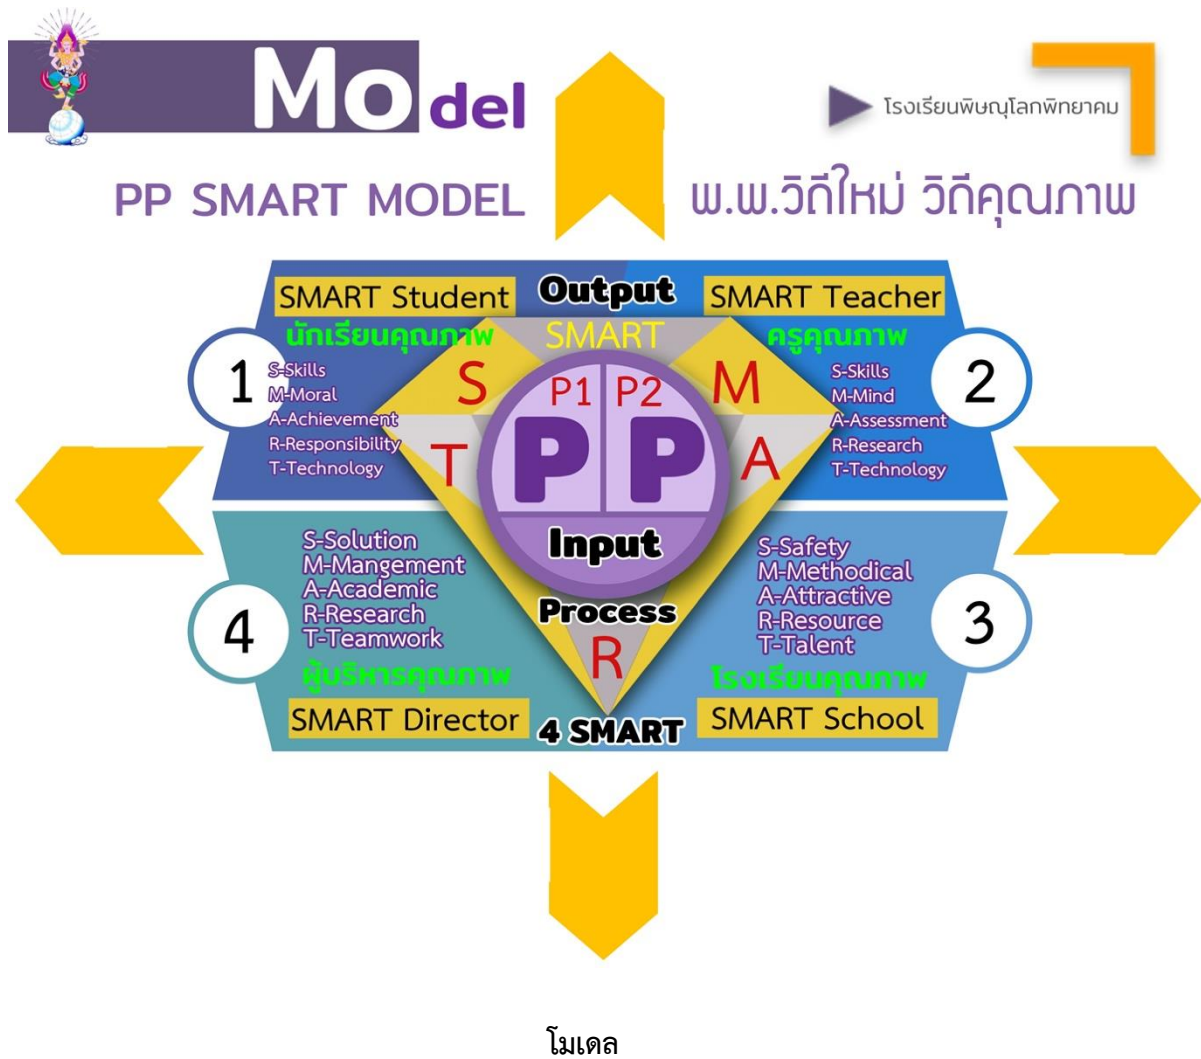 Model
โรงเรียนพิษณุโลกพิทยาคม
PP SMART MODEL
พ.พ.วิถีใหม่ วิถีคุณภาพ
Output
SMART
SMART Student
นักเรียนคุณภาพ
1
S-Skills
M-Moral
A-Achievement
R-Responsibility
T-Technology
SMART Teacher
ครูคุณภาพ
2
S-Skills
M-Mind
A-Assessment
R-Research
T-Technology
S
M
T
A
P1 P2
PP
Input
Process
R
4 SMART
4
S-Solution
M-Mangement
A-Academic
R-Research
T-Teamwork
ผู้บริหารคุณภาพ
SMART Director
3
S-Safety
M-Methodical
A-Attractive
R-Resource
T-Talent
โรงเรียนคุณภาพ
SMART School
โมเดล